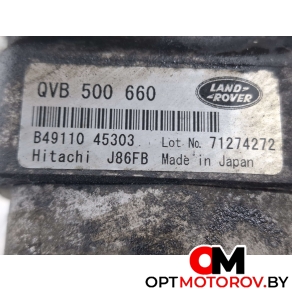 QVB 500 660
LAND-
ROVER
B49110 45303
Lot No. 71274272
Hitachi J86FB Made in Japan
OPTMOTOROV.BY